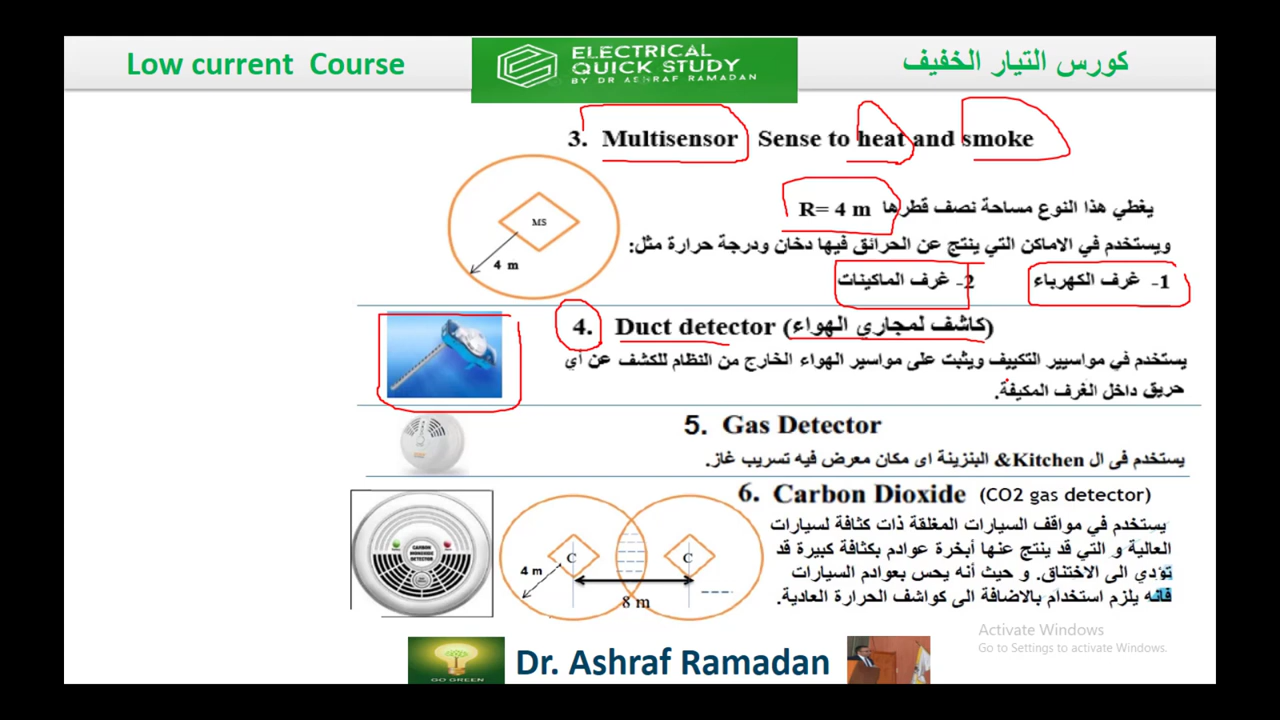 Low current Course
ELECTRICAL
QUICK STUDY
BY DR ASHRAF RAMADAN
كورس التيار الخفيف
3. Multisensor Sense to heat and smoke
يغطي هذا النوع مساحة نصف قطرها R= 4 m
ويستخدم في الاماكن التي ينتج عن الحرائق فيها دخان ودرجة حرارة مثل:
1- غرف الكهرباء 2- غرف الماكينات
MS
4 m
4. Duct detector (كاشف لمجاري الهواء)
يستخدم في مواسيير التكييف ويثبت على مواسير الهواء الخارج من النظام للكشف عن أي
حريق داخل الغرف المكيفة.
5. Gas Detector
يستخدم فى ال Kitchen& البنزينة اى مكان معرض فيه تسريب غاز.
6. Carbon Dioxide (CO2 gas detector)
يستخدم في مواقف السيارات المغلقة ذات كثافة لسيارات
العالية و التي قد ينتج عنها أبخرة عوادم بكثافة كبيرة قد
تؤدي الى الاختناق. و حيث أنه يحس بعوادم السيارات
فانه يلزم استخدام بالاضافة الى كواشف الحرارة العادية.
CARBON
DIOXIDE
DETECTOR
C
C
4 m
8 m
Activate Windows
Go to Settings to activate Windows.
GO GREEN
Dr. Ashraf Ramadan